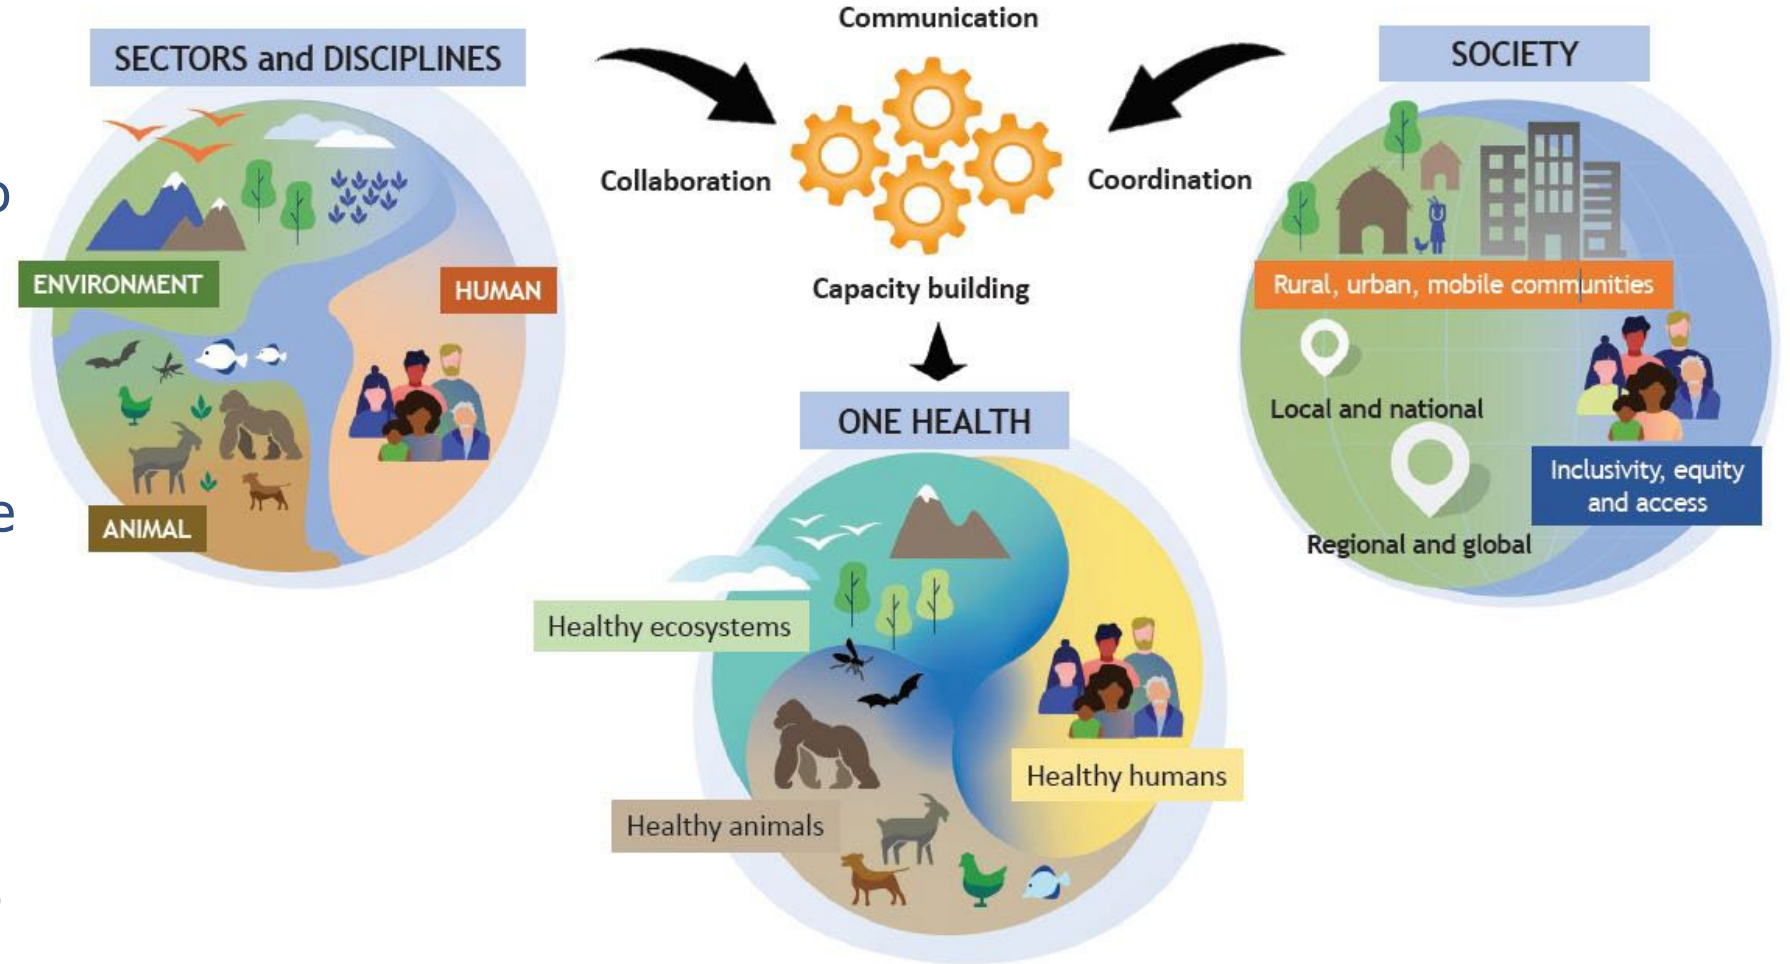 Communication
SECTORS and DISCIPLINES
SOCIETY
Collaboration
Coordination
ENVIRONMENT
HUMAN
Capacity building
Rural, urban, mobile communities
Local and national
ONE HEALTH
Inclusivity, equity
and access
ANIMAL
Regional and global
Healthy ecosystems
Healthy humans
Healthy animals